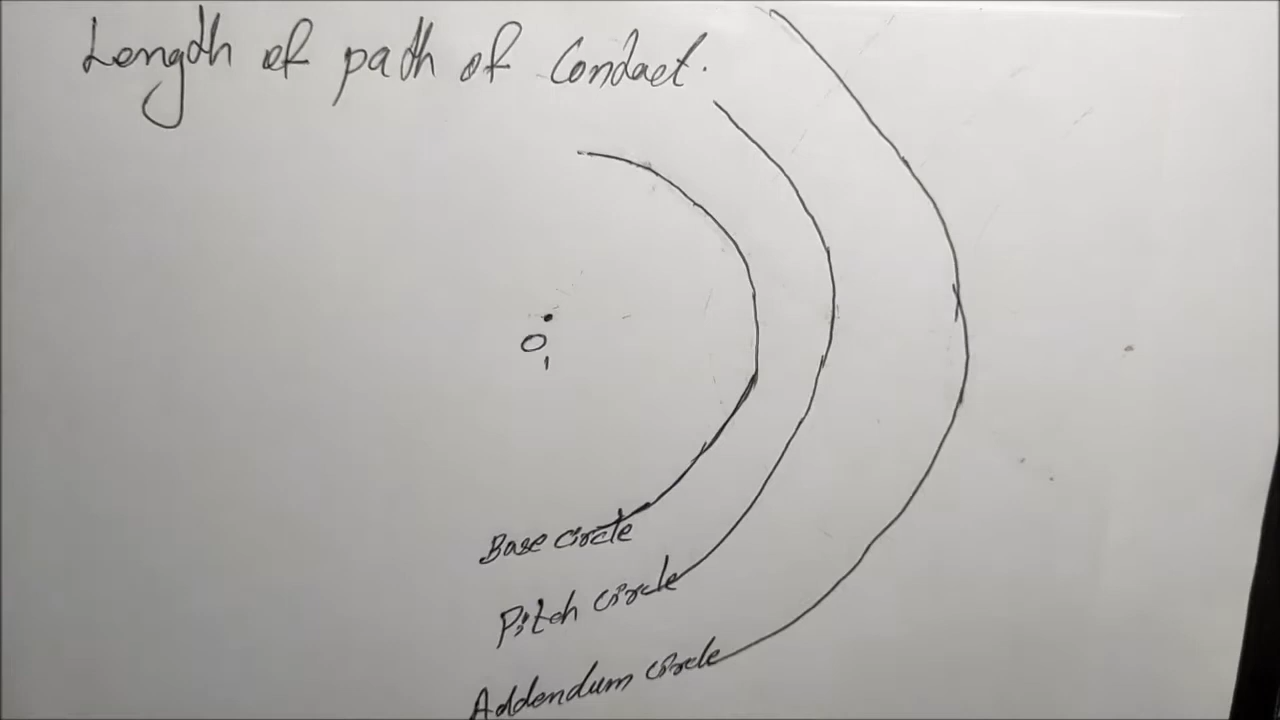 Length of path of Contact.
O1
Base circle
Pitch circle
Addendum circle